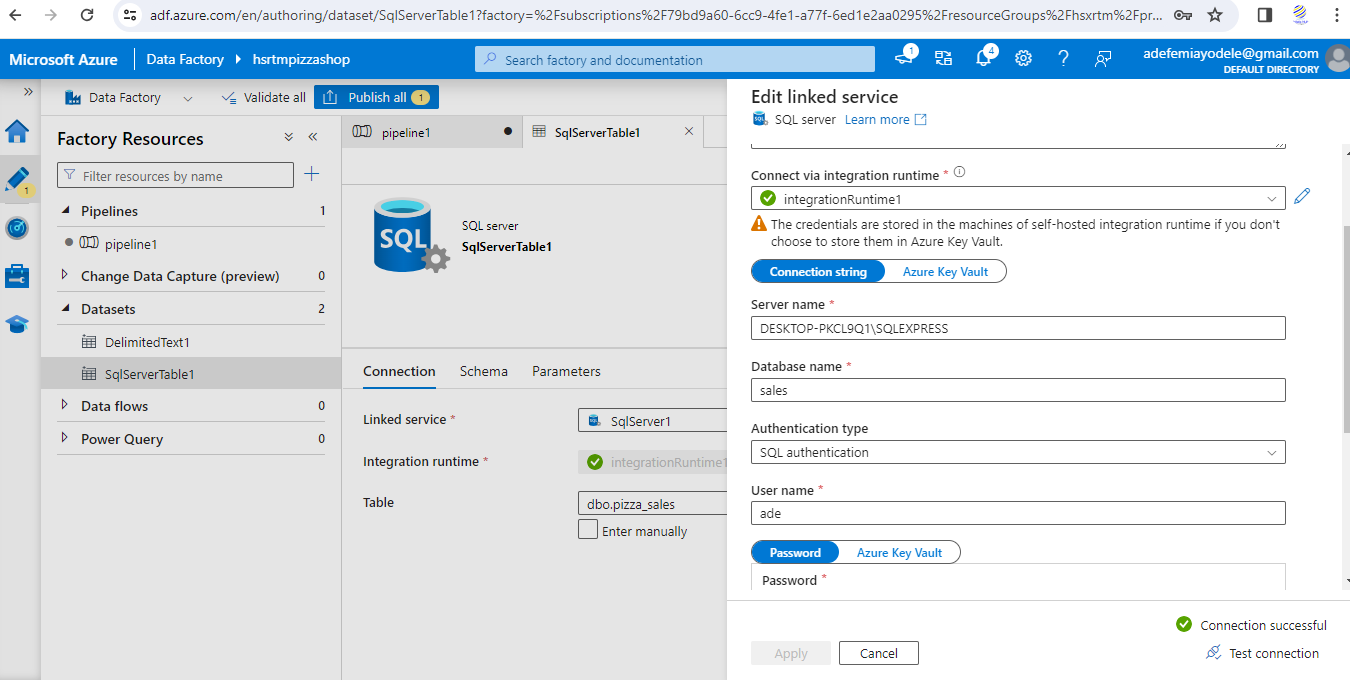 adf.azure.com/en/authoring/dataset/SqlServerTable1?factory=%2Fsubscriptions%2F79bd9a60-6cc9-4fe1-a77f-6ed1e2aa0295%2FresourceGroups%2Fhsxrtm%2Fpr...
Microsoft Azure
Data Factory
hsrtmpizzashop
Search factory and documentation
1
4
adefemiayodele@gmail.com
DEFAULT DIRECTORY
Data Factory
Validate all
Publish all 1
Factory Resources
Filter resources by name
1
Pipelines 1
pipeline1
Change Data Capture (preview) 0
Datasets 2
DelimitedText1
SqlServerTable1
Data flows 0
Power Query 0
pipeline1
SqlServerTable1
SQL
SQL server
SqlServerTable1
Connection Schema Parameters
Linked service *
SqlServer1
Integration runtime *
integrationRuntime1
Table
dbo.pizza_sales
Enter manually
Edit linked service
SQL server Learn more
Connect via integration runtime *
integrationRuntime1
The credentials are stored in the machines of self-hosted integration runtime if you don't
choose to store them in Azure Key Vault.
Connection string Azure Key Vault
Server name *
DESKTOP-PKCL9Q1\SQLEXPRESS
Database name *
sales
Authentication type
SQL authentication
User name *
ade
Password Azure Key Vault
Password *
Connection successful
Apply Cancel
Test connection